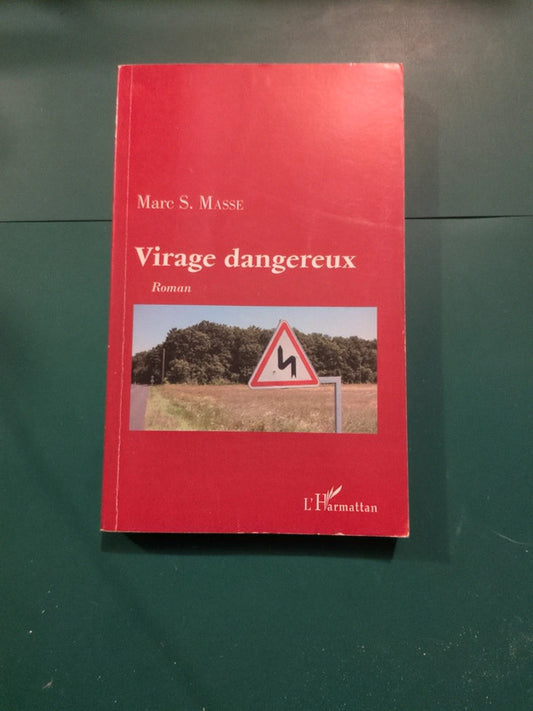 Marc S. MASSE
Virage dangereux
Roman
L'Harmattan